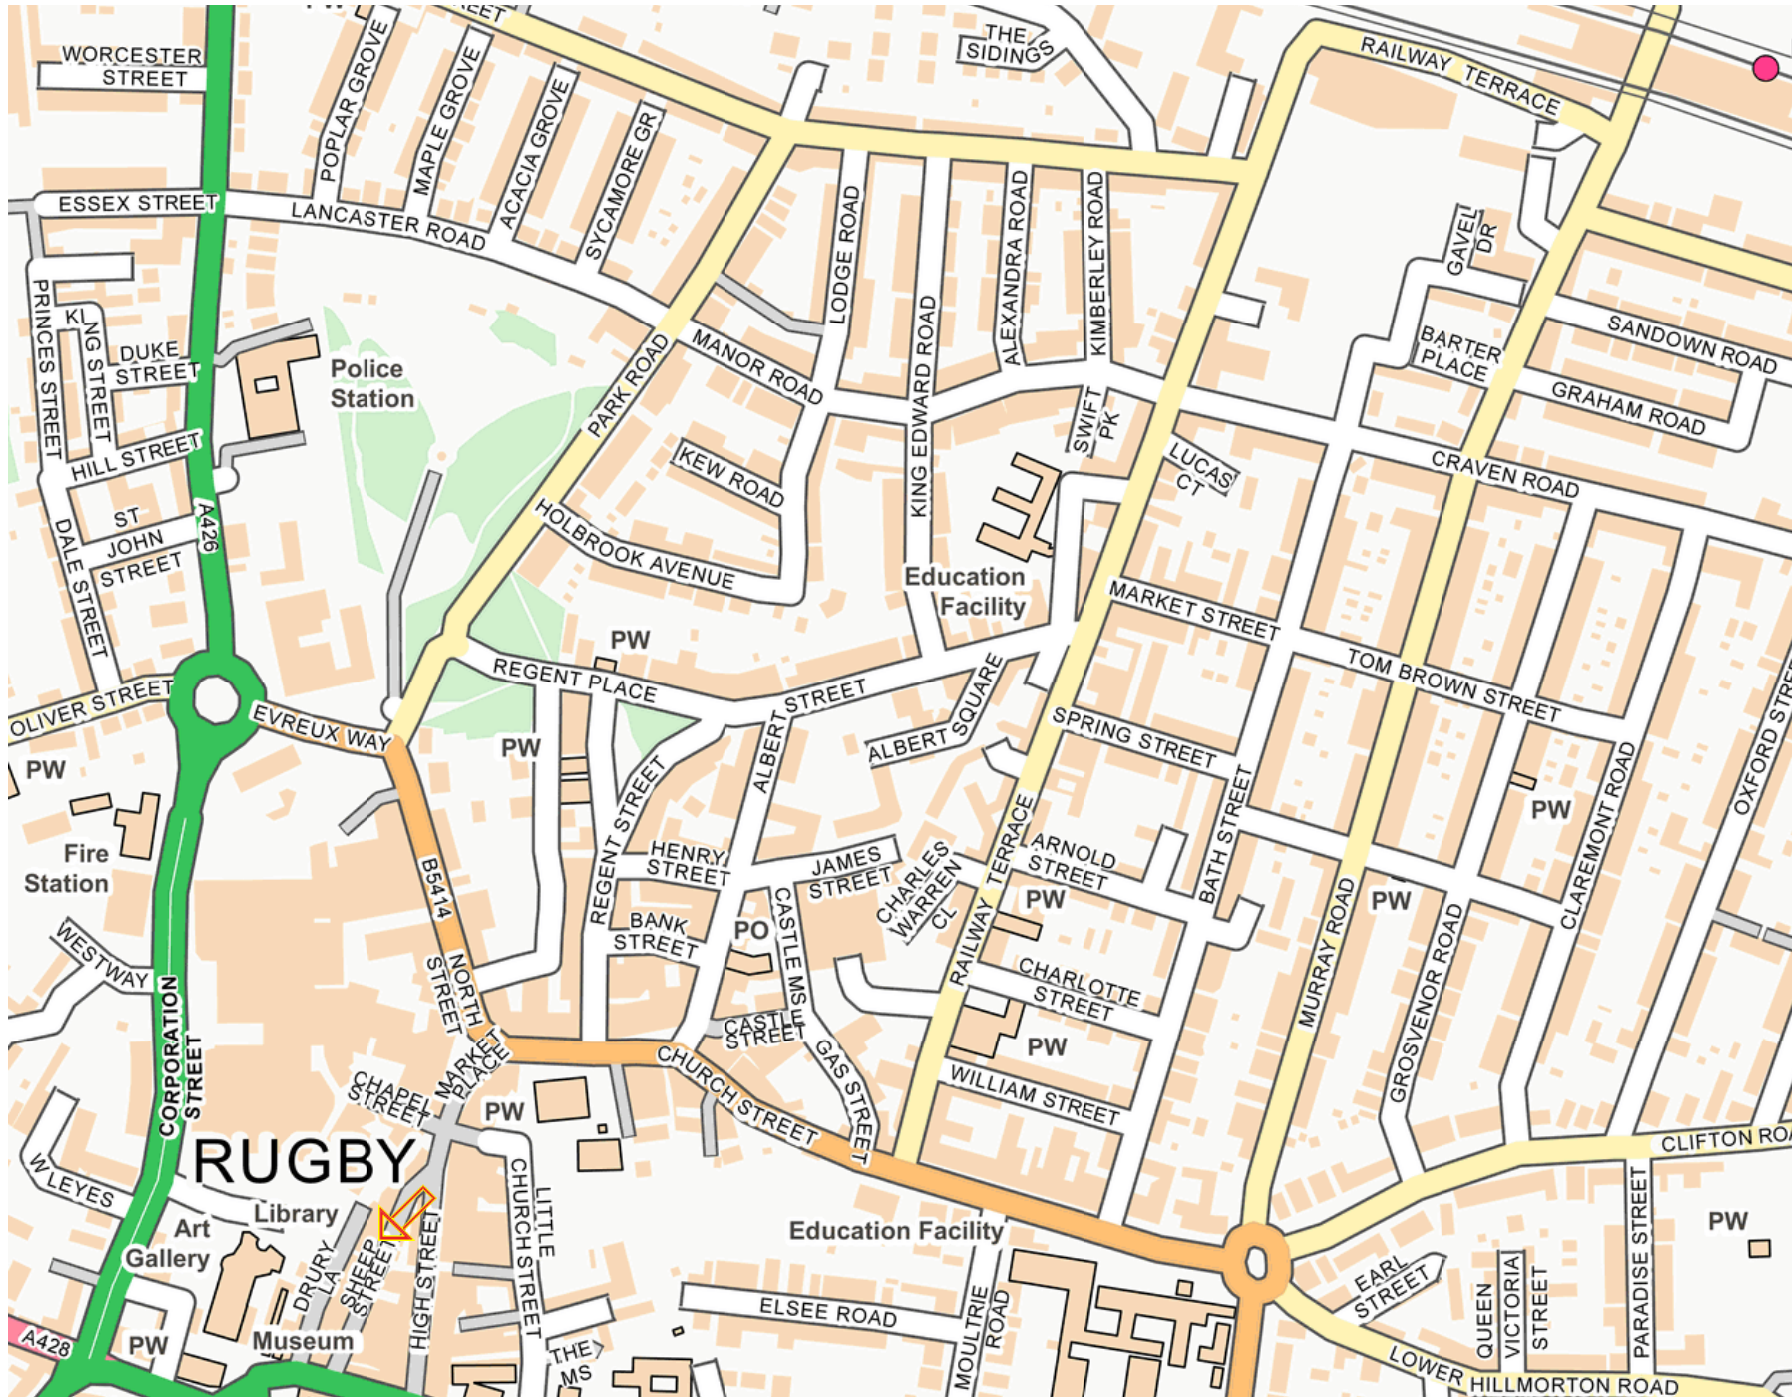 PW
REET
THE
SIDINGS
RAILWAY TERRACE
WORCESTER
STREET
POPLAR GROVE
MAPLE GROVE
ACACIA GROVE
SYCAMORE GR
ESSEX STREET
LANCASTER ROAD
LODGE ROAD
ALEXANDRA ROAD
KIMBERLEY ROAD
KING EDWARD ROAD
GAVEL
DR
PRINCES STREET
KING STREET
DUKE
STREET
Police
Station
PARK ROAD
MANOR ROAD
BARTER
PLACE
SANDOWN ROAD
GRAHAM ROAD
HILL STREET
SWIFT
PK
KEW ROAD
LUCAS
CT
CRAVEN ROAD
ST
JOHN
STREET
A426
DALE STREET
HOLBROOK AVENUE
Education
Facility
MARKET STREET
TOM BROWN STREET
PW
REGENT PLACE
ALBERT STREET
ALBERT SQUARE
OLIVER STREET
EVREUX WAY
SPRING STREET
OXFORD STREET
PW
PW
REGENT STREET
CLAREMONT ROAD
PW
BATH STREET
Fire
Station
B5414
HENRY
STREET
JAMES
STREET
CHARLES
WARREN
CL
RAILWAY TERRACE
ARNOLD
STREET
PW
PW
MURRAY ROAD
GROSVENOR ROAD
BANK
STREET
PO
CASTLE MS
WESTWAY
NORTH
STREET
CHARLOTTE
STREET
CORPORATION
STREET
CASTLE
STREET
GAS STREET
PW
CHURCH STREET
WILLIAM STREET
MARKET
PLACE
CHAPEL
STREET
PW
RUGBY
W LEYES
CLIFTON ROA
Library
Art
Gallery
DRURY
LA
SHEEP
STREET
HIGH STREET
LITTLE
CHURCH STREET
Education Facility
PW
EARL
STREET
QUEEN
VICTORIA
STREET
PARADISE STREET
ELSEE ROAD
MOULTRIE
ROAD
A428
PW
Museum
THE
MS
LOWER
HILLMORTON ROAD